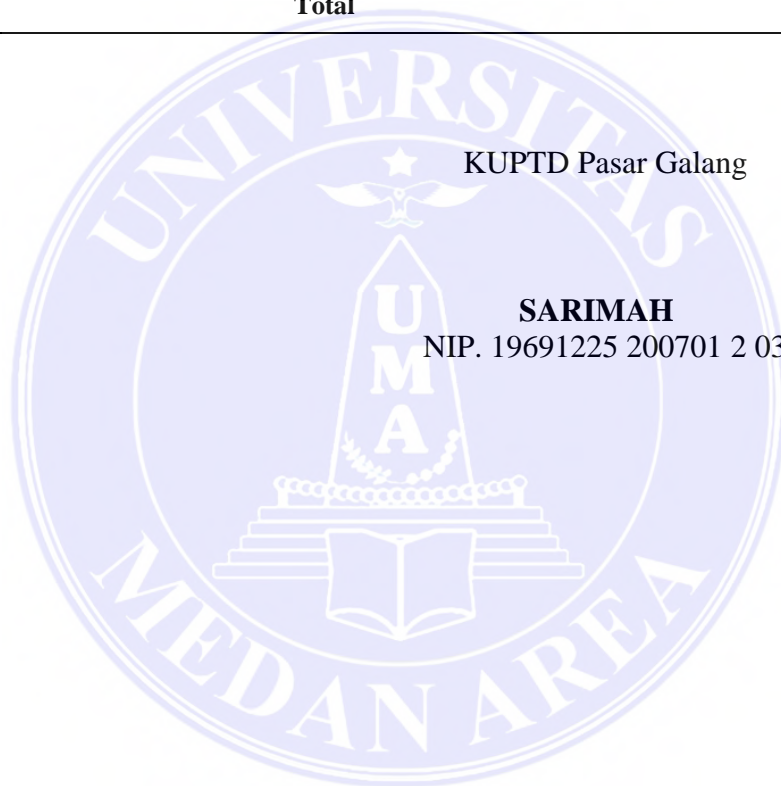 Total
UNIVERSITAS
KUPTD Pasar Galang
SARIMAH
NIP. 19691225 200701 2 03
U
M
A
MEDAN AREA